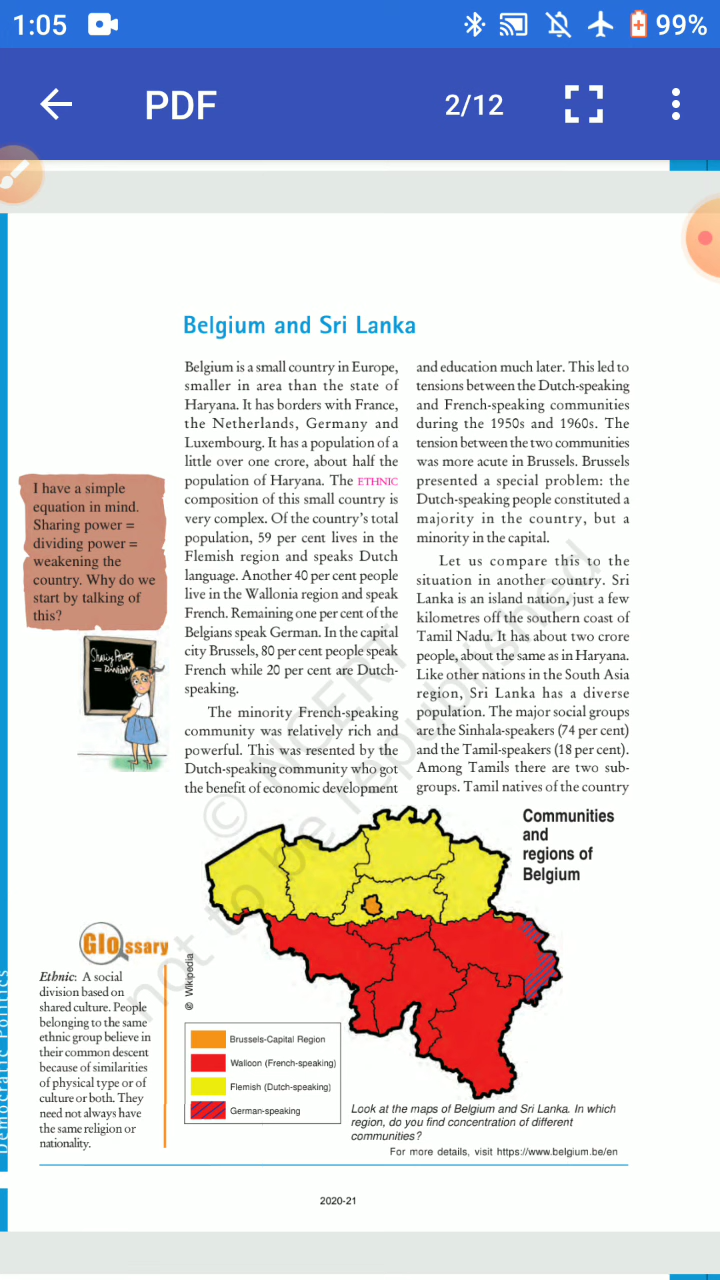 1:05
99%
PDF
2/12
Belgium and Sri Lanka
Belgium is a small country in Europe,
smaller in area than the state of
Haryana. It has borders with France,
the Netherlands, Germany and
Luxembourg. It has a population of a
little over one crore, about half the
population of Haryana. The ETHNIC
composition of this small country is
very complex. Of the country's total
population, 59 per cent lives in the
Flemish region and speaks Dutch
language. Another 40 per cent people
live in the Wallonia region and speak
French. Remaining one per cent of the
Belgians speak German. In the capital
city Brussels, 80 per cent people speak
French while 20 per cent are Dutch-
speaking.
The minority French-speaking
community was relatively rich and
powerful. This was resented by the
Dutch-speaking community who got
the benefit of economic development
and education much later. This led to
tensions between the Dutch-speaking
and French-speaking communities
during the 1950s and 1960s. The
tension between the two communities
was more acute in Brussels. Brussels
presented a special problem: the
Dutch-speaking people constituted a
majority in the country, but a
minority in the capital.
Let us compare this to the
situation in another country. Sri
Lanka is an island nation, just a few
kilometres off the southern coast of
Tamil Nadu. It has about two crore
people, about the same as in Haryana.
Like other nations in the South Asia
region, Sri Lanka has a diverse
population. The major social groups
are the Sinhala-speakers (74 per cent)
and the Tamil-speakers (18 per cent).
Among Tamils there are two sub-
groups. Tamil natives of the country
I have a simple
equation in mind.
Sharing power =
dividing power =
weakening the
country. Why do we
start by talking of
this?
Sharing Power
=
Communities
and
regions of
Belgium
Glossary
Ethnic: A social
division based on
shared culture. People
belonging to the same
ethnic group believe in
their common descent
because of similarities
of physical type or of
culture or both. They
need not always have
the same religion or
nationality.
© Wikipedia
Brussels-Capital Region
Walloon (French-speaking)
Flemish (Dutch-speaking)
German-speaking
Look at the maps of Belgium and Sri Lanka. In which
region, do you find concentration of different
communities?
For more details, visit https://www.belgium.be/en
2020-21
Democratic Politics
© NCERT
not to be republished